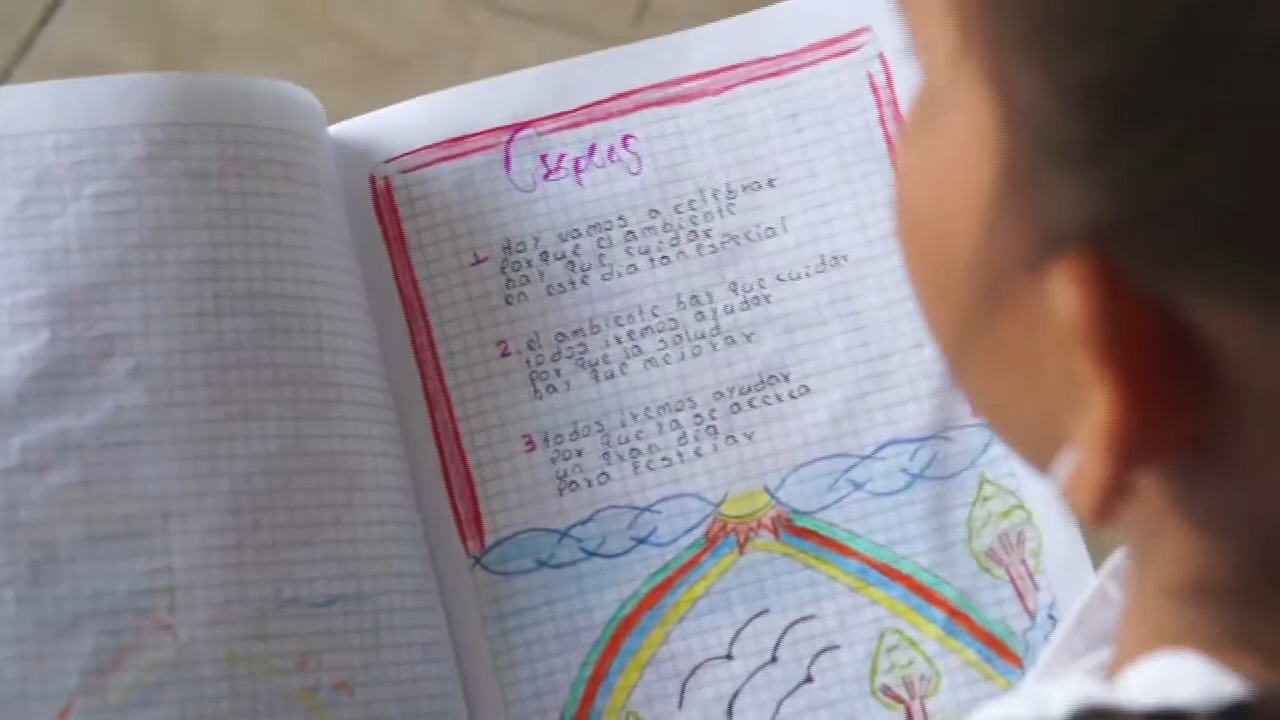 Coplas
1 Hoy vamos a celebrar
porque el ambiente
hay que cuidar
en este dia tan especial
2. el ambiente hay que cuidar
todos iremos ayudar
por que la salud
hay que mejorar
3 todos iremos ayudar
por que ya se acerca
un gran dia
para festejar